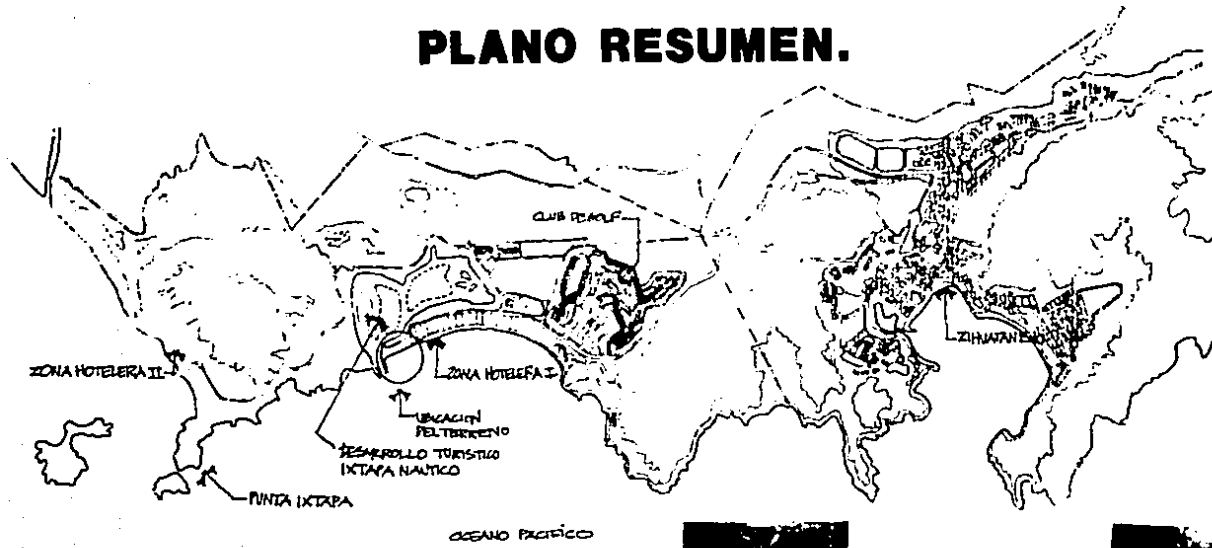 PLANO RESUMEN.
CLUB DE GOLF
ZIHUATANEJO
ZONA HOTELERA II
ZONA HOTELERA I
UBICACION
DEL TERRENO
DESARROLLO TURISTICO
IXTAPA NAUTICO
PUNTA IXTAPA
OCEANO PACIFICO